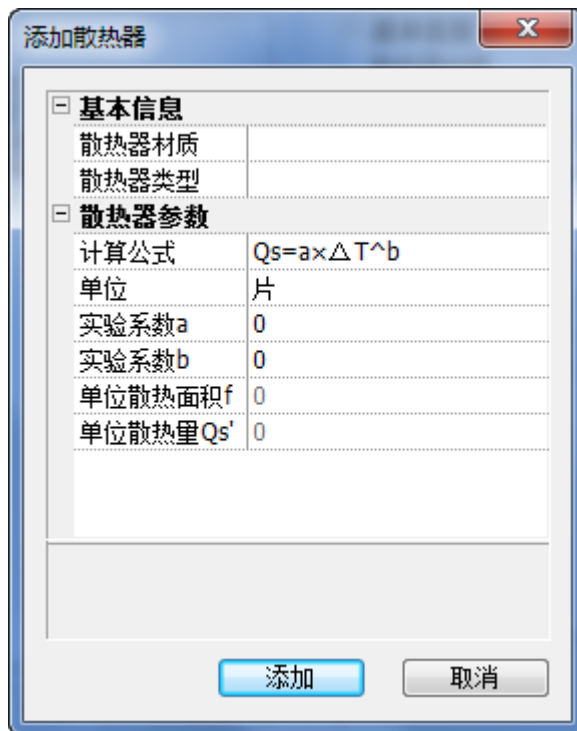 添加散热器
基本信息
散热器材质
散热器类型
散热器参数
计算公式 Qs=a×△T^b
单位 片
实验系数a 0
实验系数b 0
单位散热面积f 0
单位散热量Qs' 0
添加 取消